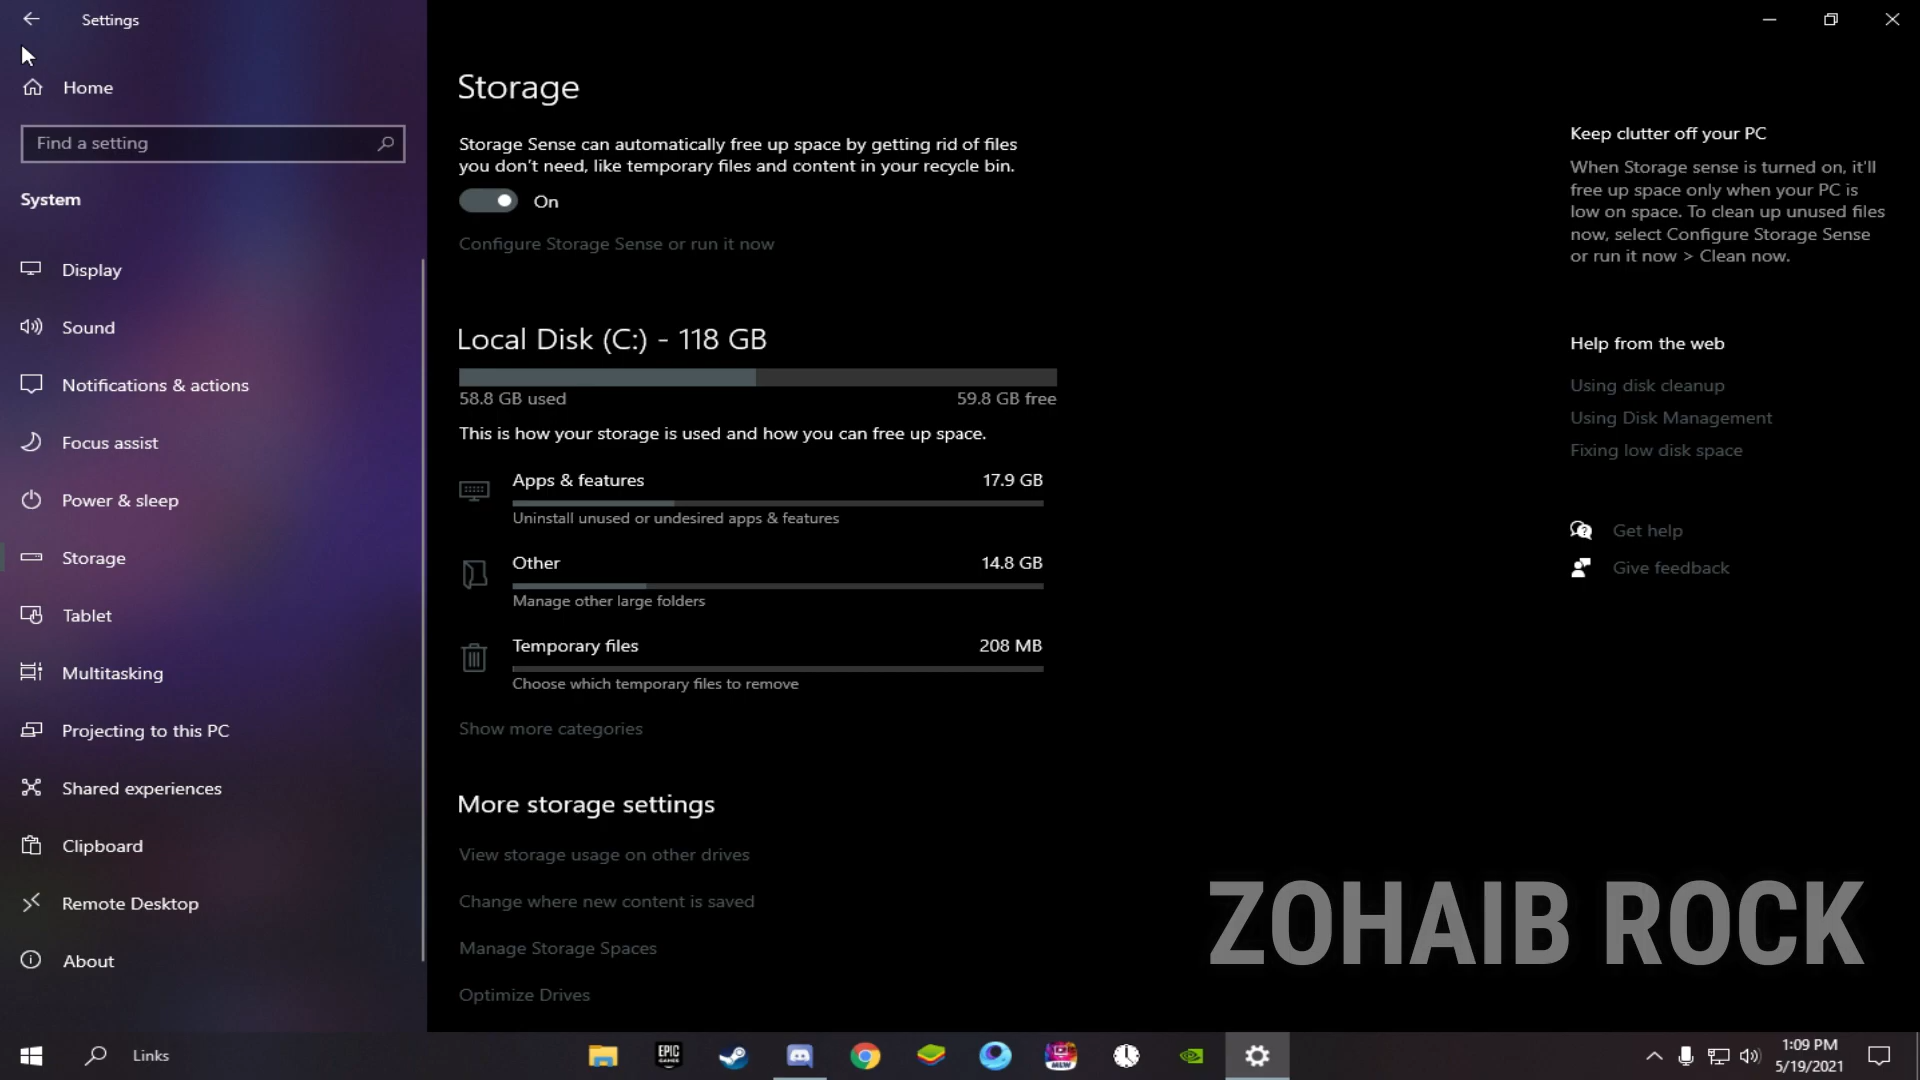 Settings
Home
Find a setting
System
Display
Sound
Notifications & actions
Focus assist
Power & sleep
Storage
Tablet
Multitasking
Projecting to this PC
Shared experiences
Clipboard
Remote Desktop
About
Storage
Storage Sense can automatically free up space by getting rid of files
you don't need, like temporary files and content in your recycle bin.
On
Configure Storage Sense or run it now
Local Disk (C:) - 118 GB
58.8 GB used 59.8 GB free
This is how your storage is used and how you can free up space.
Apps & features 17.9 GB
Uninstall unused or undesired apps & features
Other 14.8 GB
Manage other large folders
Temporary files 208 MB
Choose which temporary files to remove
Show more categories
More storage settings
View storage usage on other drives
Change where new content is saved
Manage Storage Spaces
Optimize Drives
Keep clutter off your PC
When Storage sense is turned on, it'll
free up space only when your PC is
low on space. To clean up unused files
now, select Configure Storage Sense
or run it now > Clean now.
Help from the web
Using disk cleanup
Using Disk Management
Fixing low disk space
Get help
Give feedback
ZOHAIB ROCK
Links
EPIC
GAMES
MEW
1:09 PM
5/19/2021